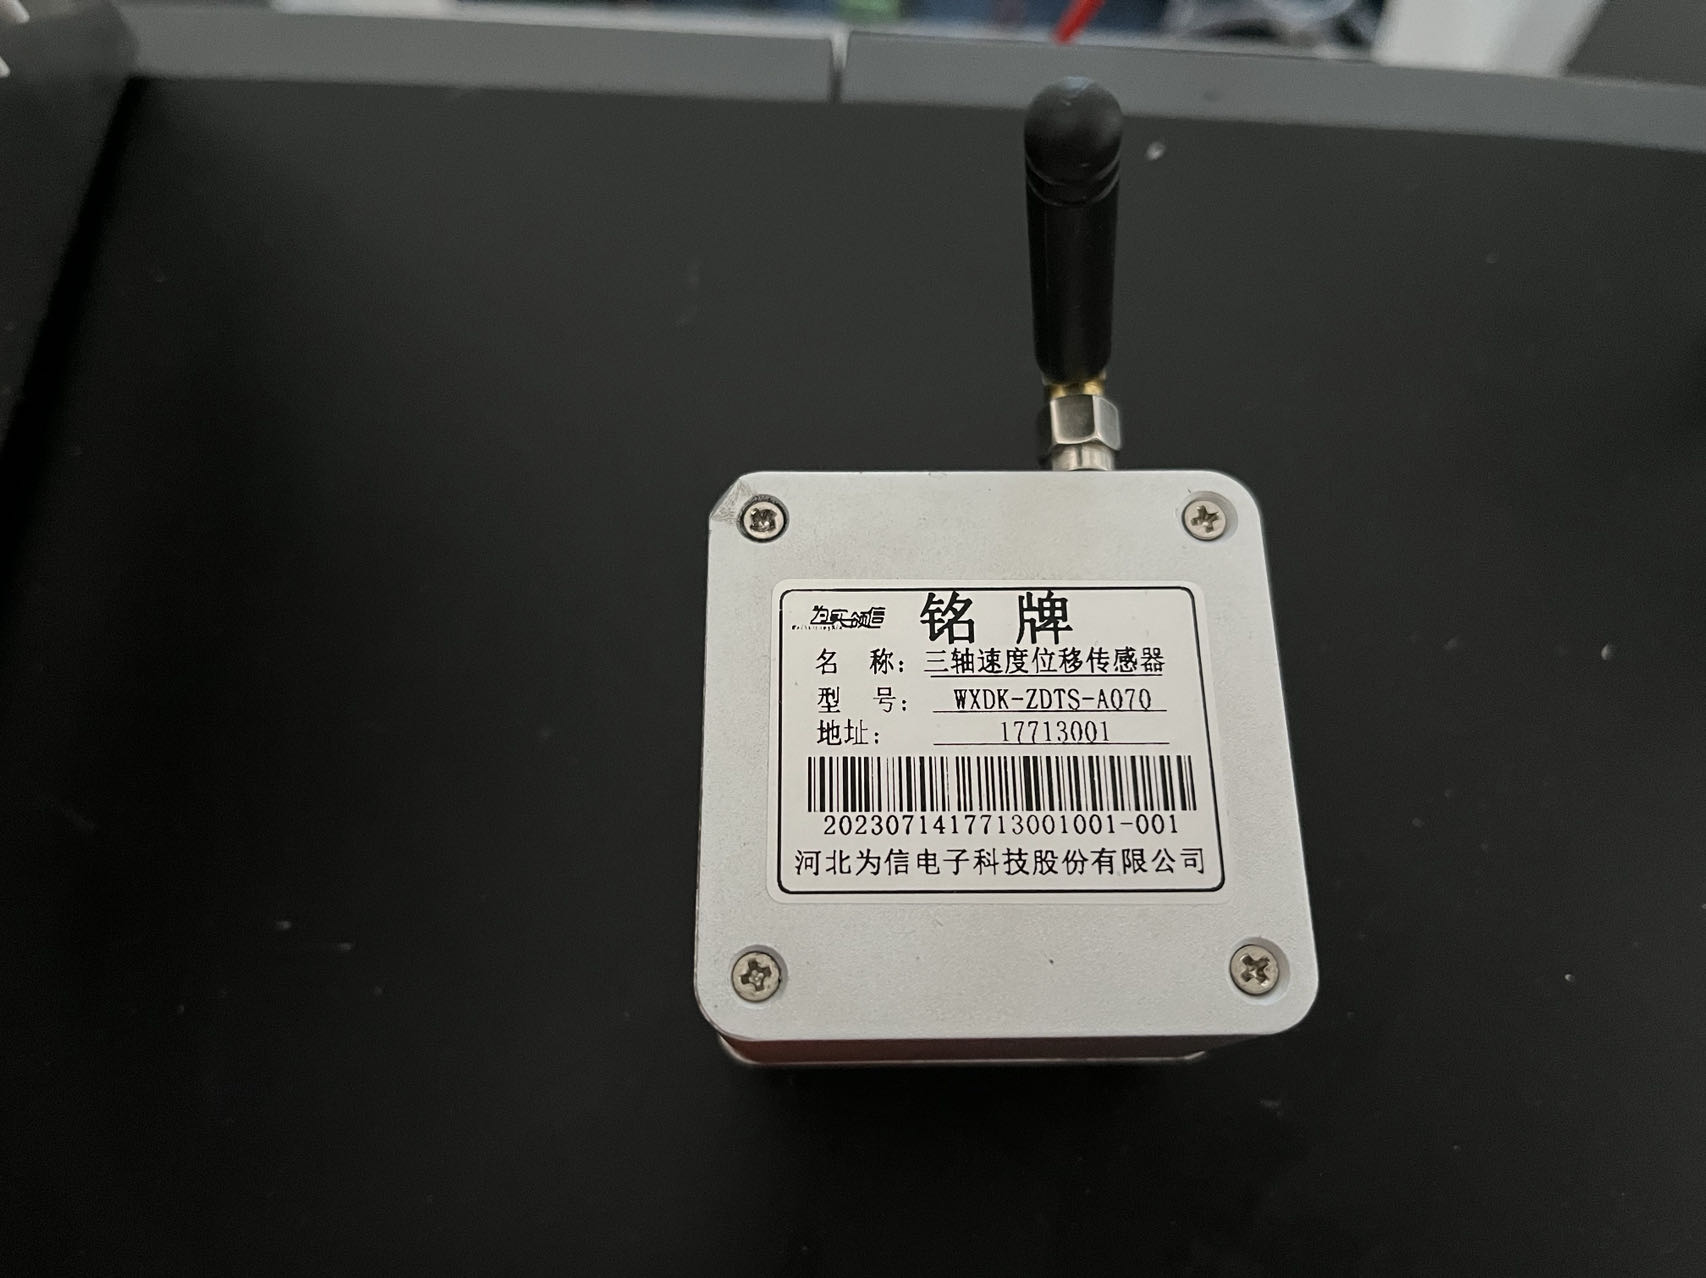 为实领信 铭 牌
名 称：三轴速度位移传感器
型 号：WXDK-ZDTS-A070
地址：17713001
2023071417713001001-001
河北为信电子科技股份有限公司